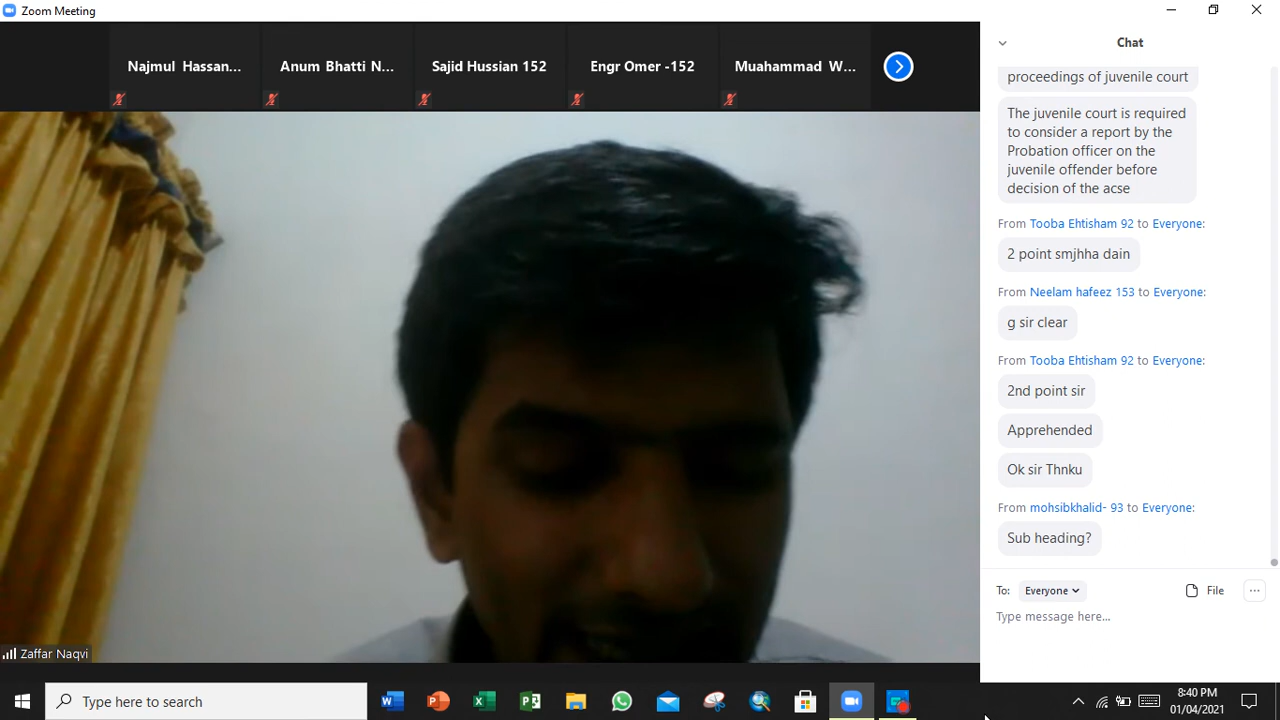 Zoom Meeting
Najmul Hassan...
Anum Bhatti N...
Sajid Hussian 152
Engr Omer -152
Muahammad W...
Zaffar Naqvi
Chat
proceedings of juvenile court
The juvenile court is required
to consider a report by the
Probation officer on the
juvenile offender before
decision of the acse
From Tooba Ehtisham 92 to Everyone:
2 point smjhha dain
From Neelam hafeez 153 to Everyone:
g sir clear
From Tooba Ehtisham 92 to Everyone:
2nd point sir
Apprehended
Ok sir Thnku
From mohsibkhalid- 93 to Everyone:
Sub heading?
To: Everyone File
Type message here...
Type here to search
8:40 PM
01/04/2021